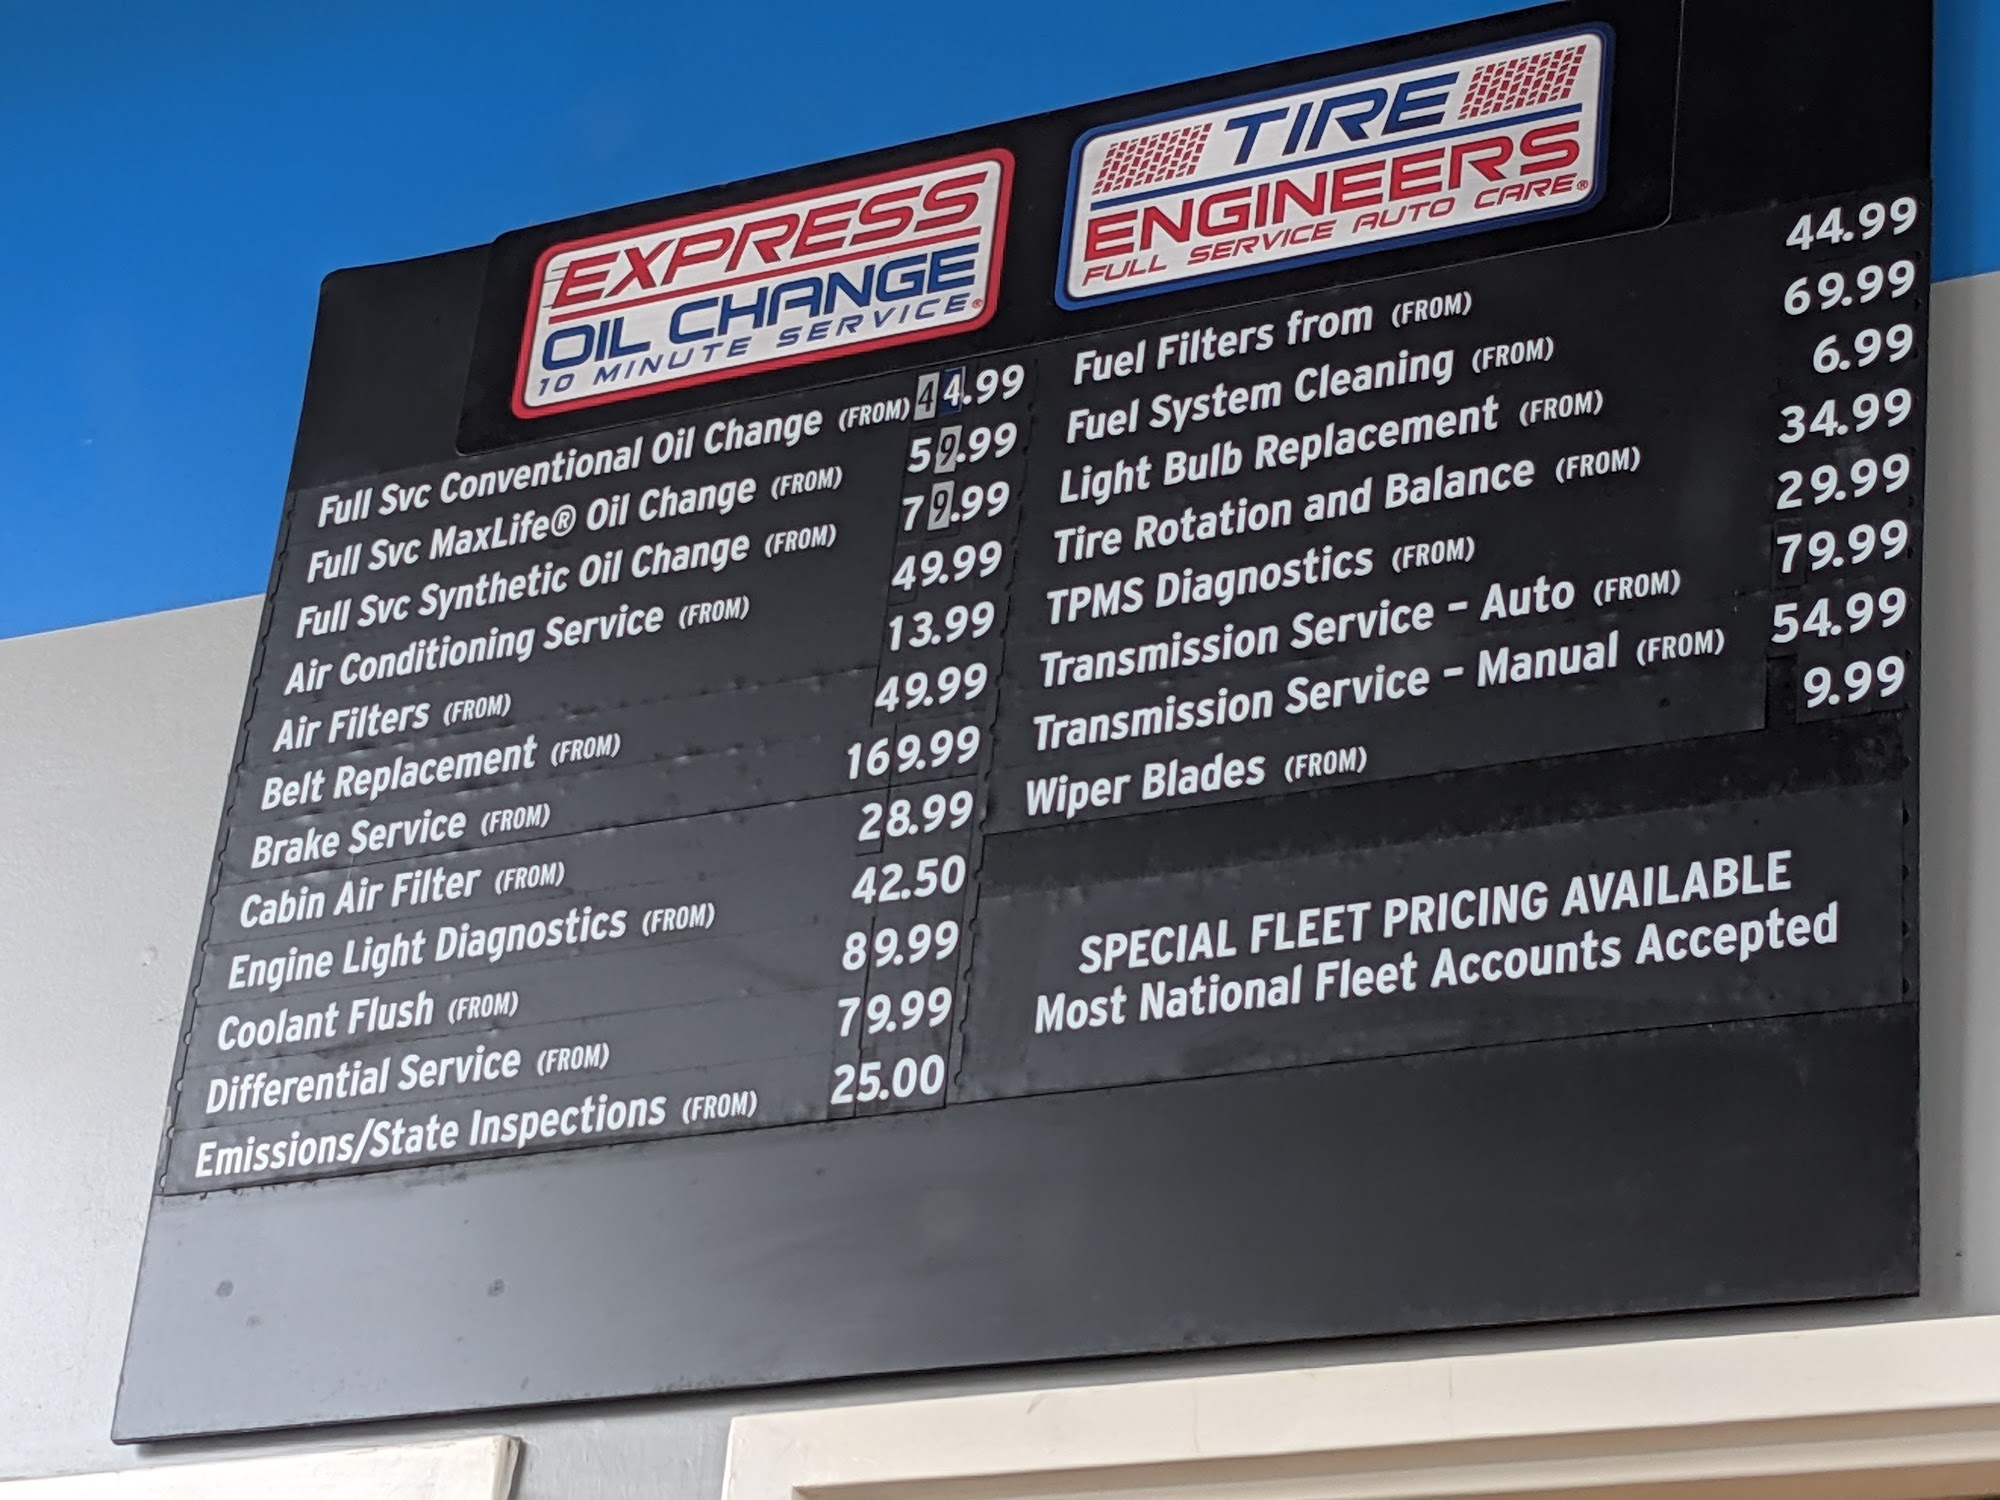 EXPRESS
OIL CHANGE
10 MINUTE SERVICE®
TIRE
ENGINEERS
FULL SERVICE AUTO CARE®
Full Svc Conventional Oil Change (FROM) 44.99
Full Svc MaxLife® Oil Change (FROM) 59.99
Full Svc Synthetic Oil Change (FROM) 79.99
Air Conditioning Service (FROM) 49.99
Air Filters (FROM) 13.99
Belt Replacement (FROM) 49.99
Brake Service (FROM) 169.99
Cabin Air Filter (FROM) 28.99
Engine Light Diagnostics (FROM) 42.50
Coolant Flush (FROM) 89.99
Differential Service (FROM) 79.99
Emissions/State Inspections (FROM) 25.00
Fuel Filters from (FROM) 44.99
Fuel System Cleaning (FROM) 69.99
Light Bulb Replacement (FROM) 6.99
Tire Rotation and Balance (FROM) 34.99
TPMS Diagnostics (FROM) 29.99
Transmission Service – Auto (FROM) 79.99
Transmission Service – Manual (FROM) 54.99
Wiper Blades (FROM) 9.99
SPECIAL FLEET PRICING AVAILABLE
Most National Fleet Accounts Accepted